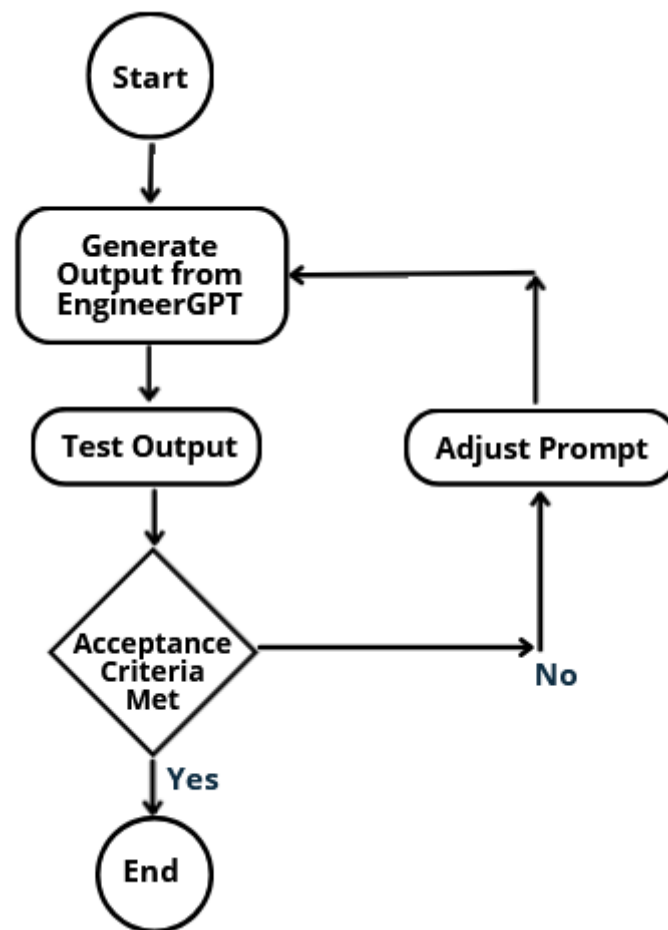 Start
Generate
Output from
EngineerGPT
Test Output
Adjust Prompt
Acceptance
Criteria
Met
No
Yes
End